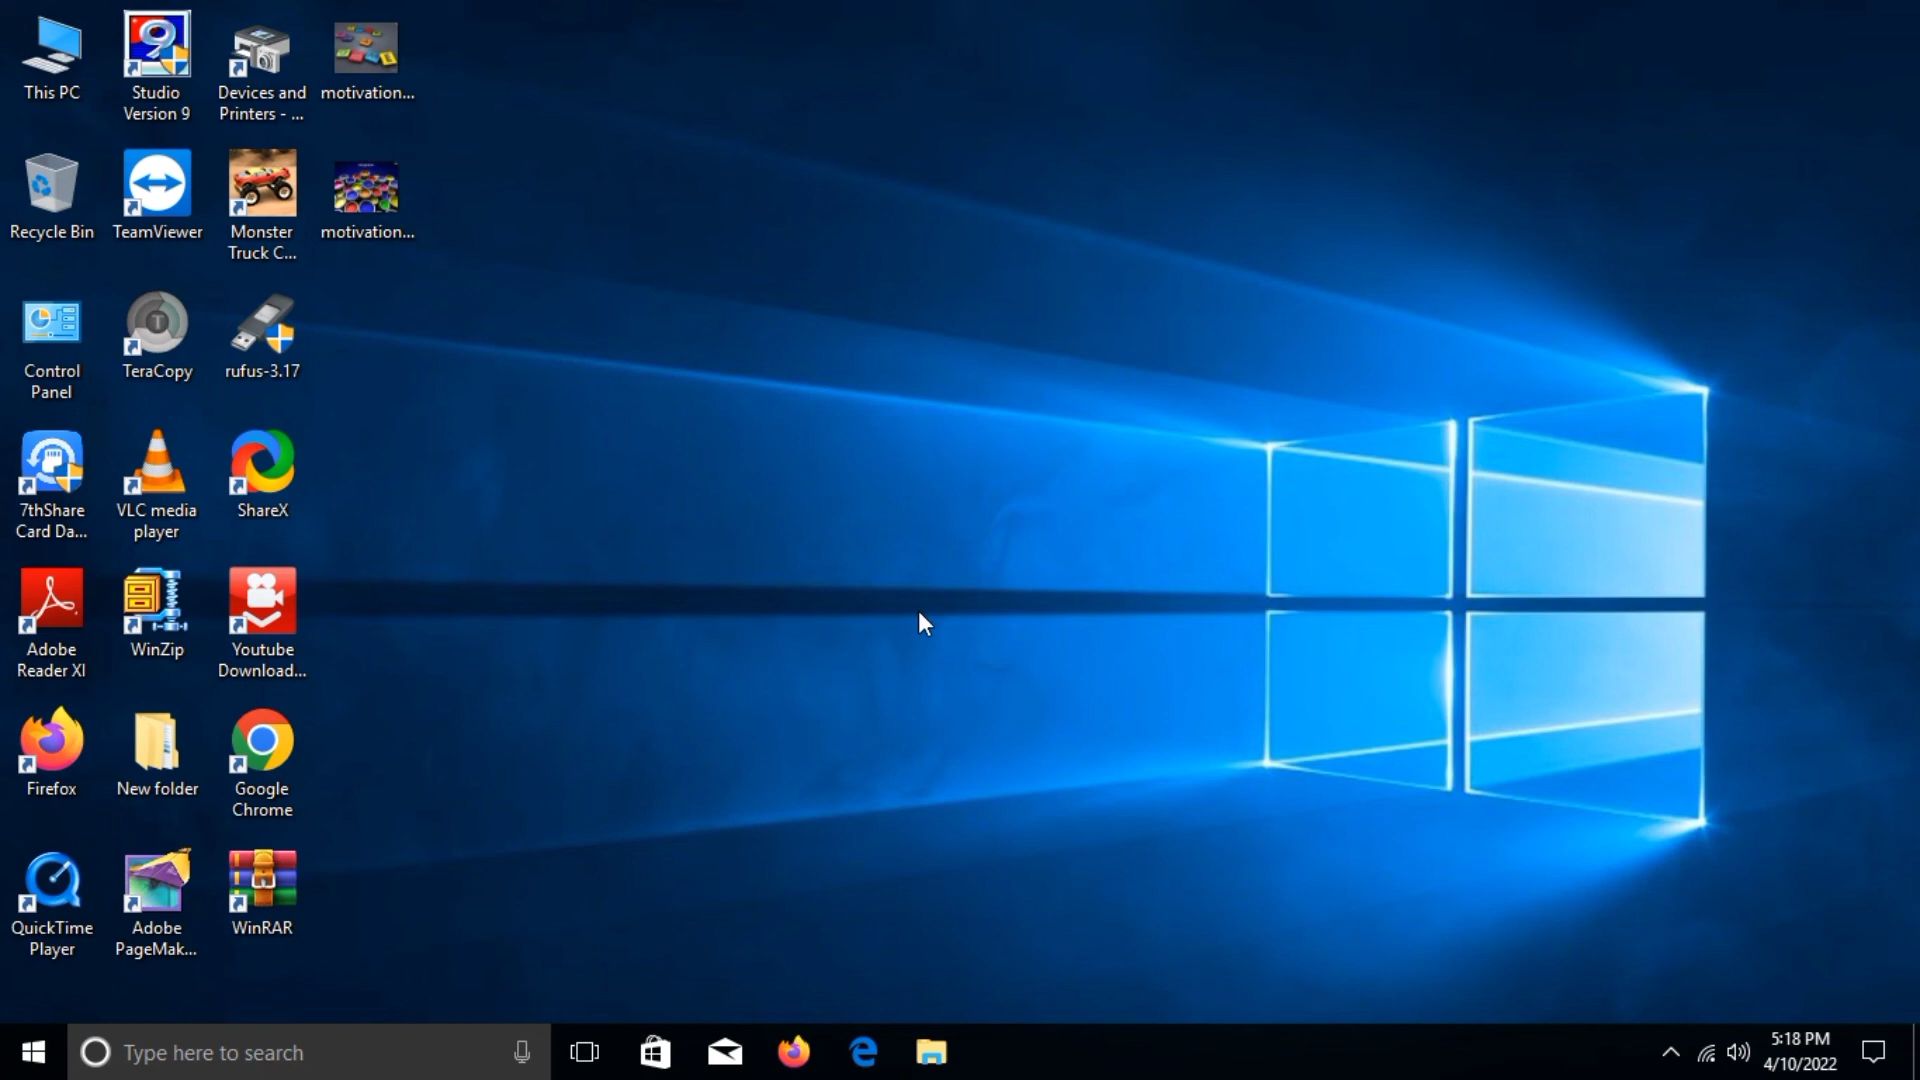 This PC
Studio
Version 9
Devices and
Printers - ...
motivation...
Recycle Bin
TeamViewer
Monster
Truck C...
motivation...
Control
Panel
TeraCopy
rufus-3.17
7thShare
Card Da...
VLC media
player
ShareX
Adobe
Reader XI
WinZip
Youtube
Download...
Firefox
New folder
Google
Chrome
QuickTime
Player
Adobe
PageMak...
WinRAR
Type here to search
5:18 PM
4/10/2022